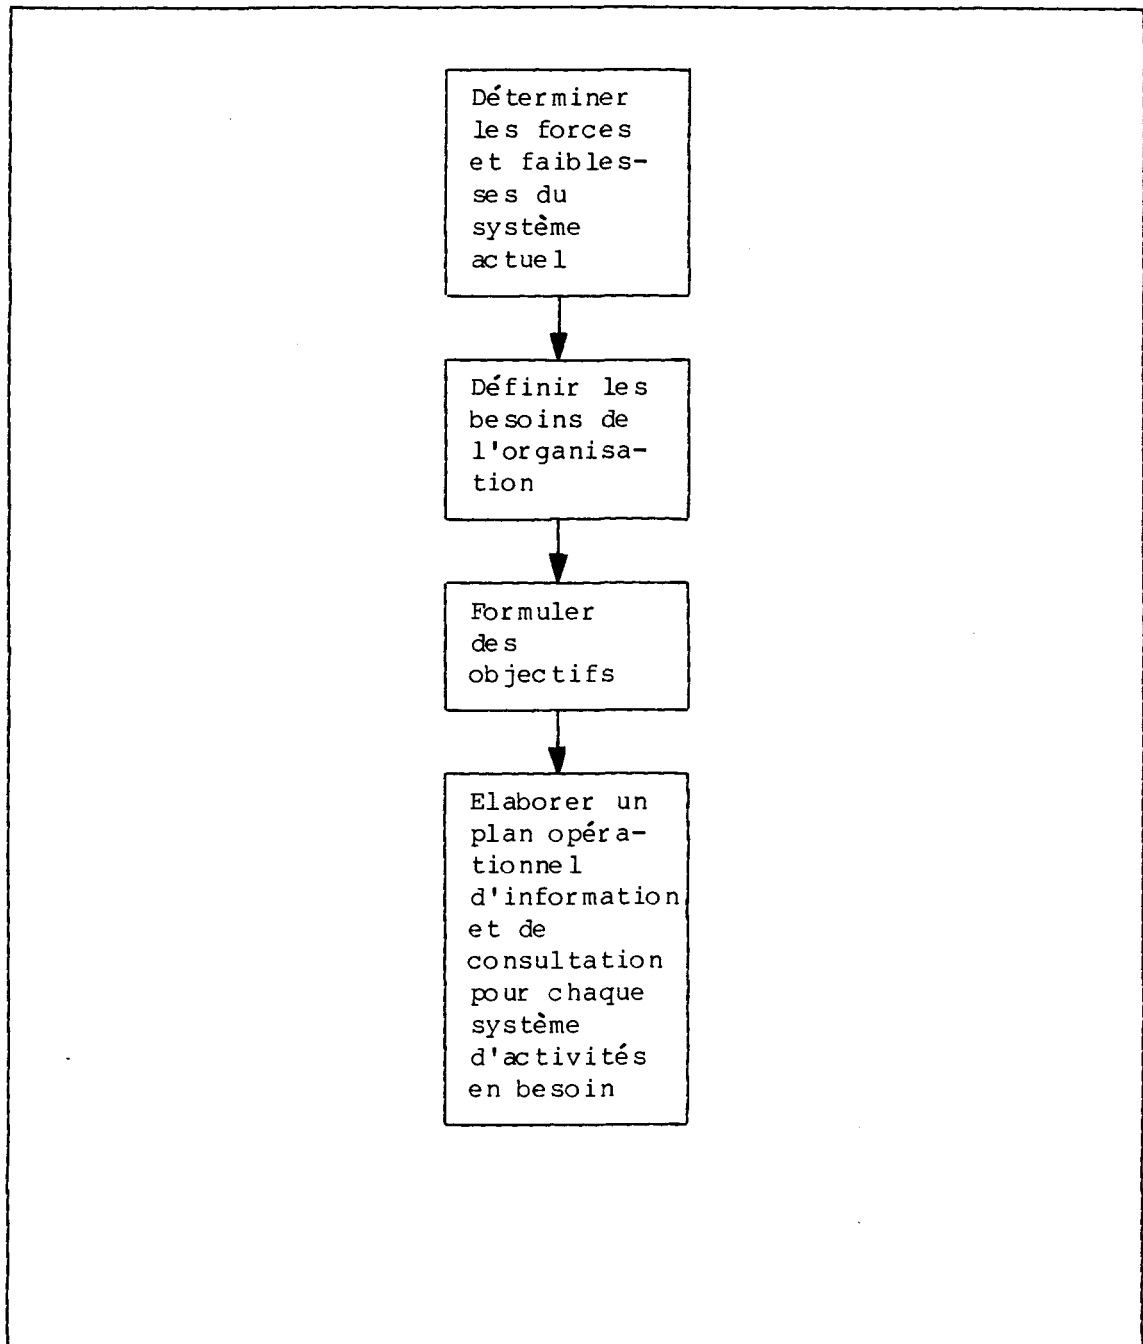 Déterminer
les forces
et faibles-
ses du
système
actuel
Définir les
besoins de
l'organisa-
tion
Formuler
des
objectifs
Elaborer un
plan opéra-
tionnel
d'information
et de
consultation
pour chaque
système
d'activités
en besoin